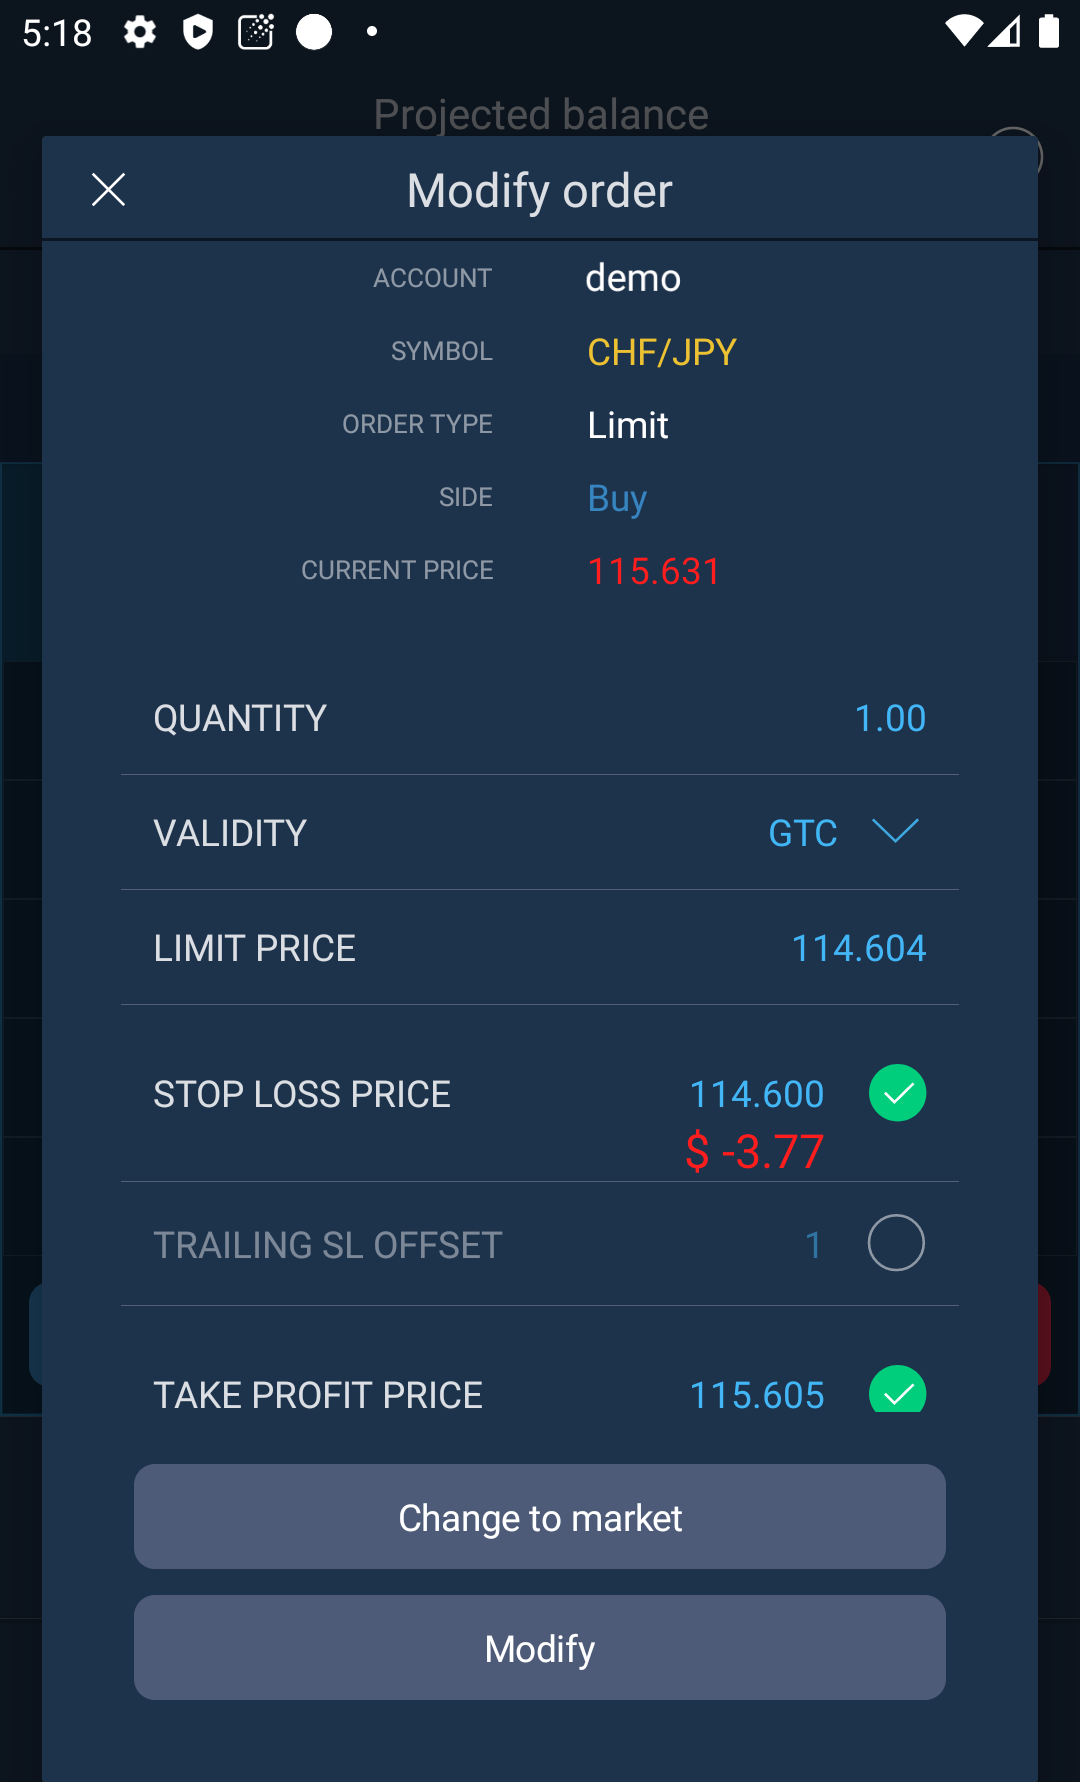 5:18
Projected balance
Modify order
ACCOUNT demo
SYMBOL CHF/JPY
ORDER TYPE Limit
SIDE Buy
CURRENT PRICE 115.631
QUANTITY 1.00
VALIDITY GTC
LIMIT PRICE 114.604
STOP LOSS PRICE 114.600
$ -3.77
TRAILING SL OFFSET 1
TAKE PROFIT PRICE 115.605
Change to market
Modify